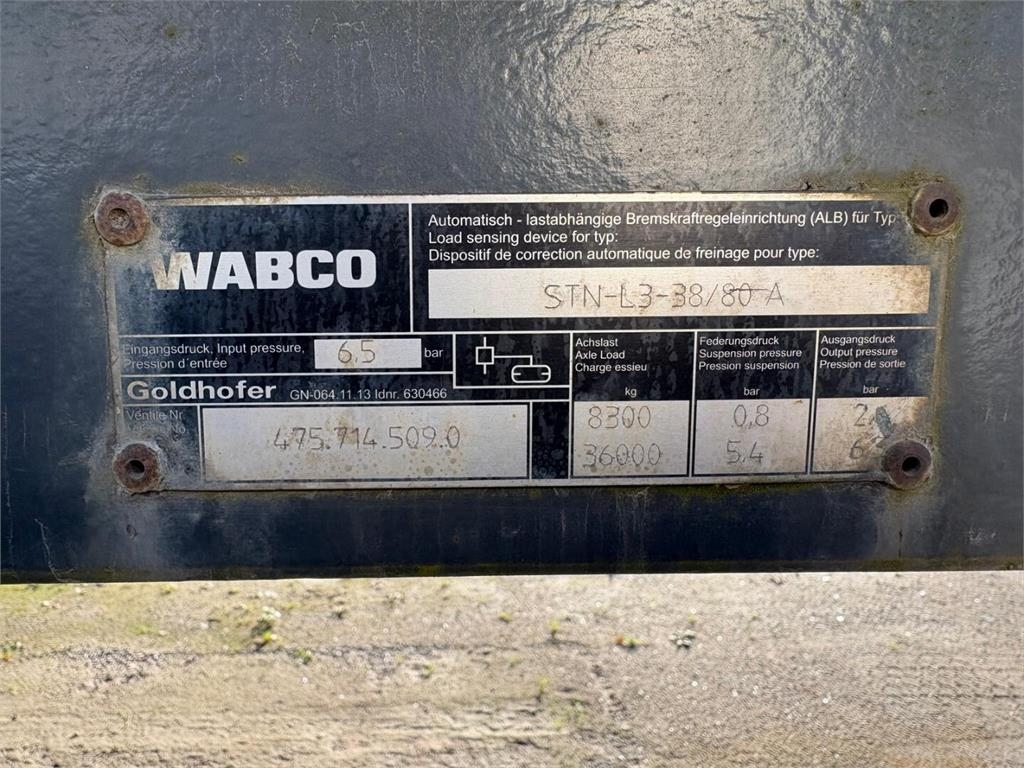 WABCO
Automatisch - lastabhängige Bremskraftregeleinrichtung (ALB) für Typ
Load sensing device for typ:
Dispositif de correction automatique de freinage pour type:
STN-L3-38/80 A
Eingangsdruck, Input pressure,
Pression d´entrée
6,5 bar
Goldhofer GN-064.11.13 Idnr. 630466
Ventile Nr.
No
475.714.509.0
Achslast
Axle Load
Charge essieu
kg
8300
36000
Federungsdruck
Suspension pressure
Pression suspension
bar
0,8
5,4
Ausgangsdruck
Output pressure
Pression de sortie
bar